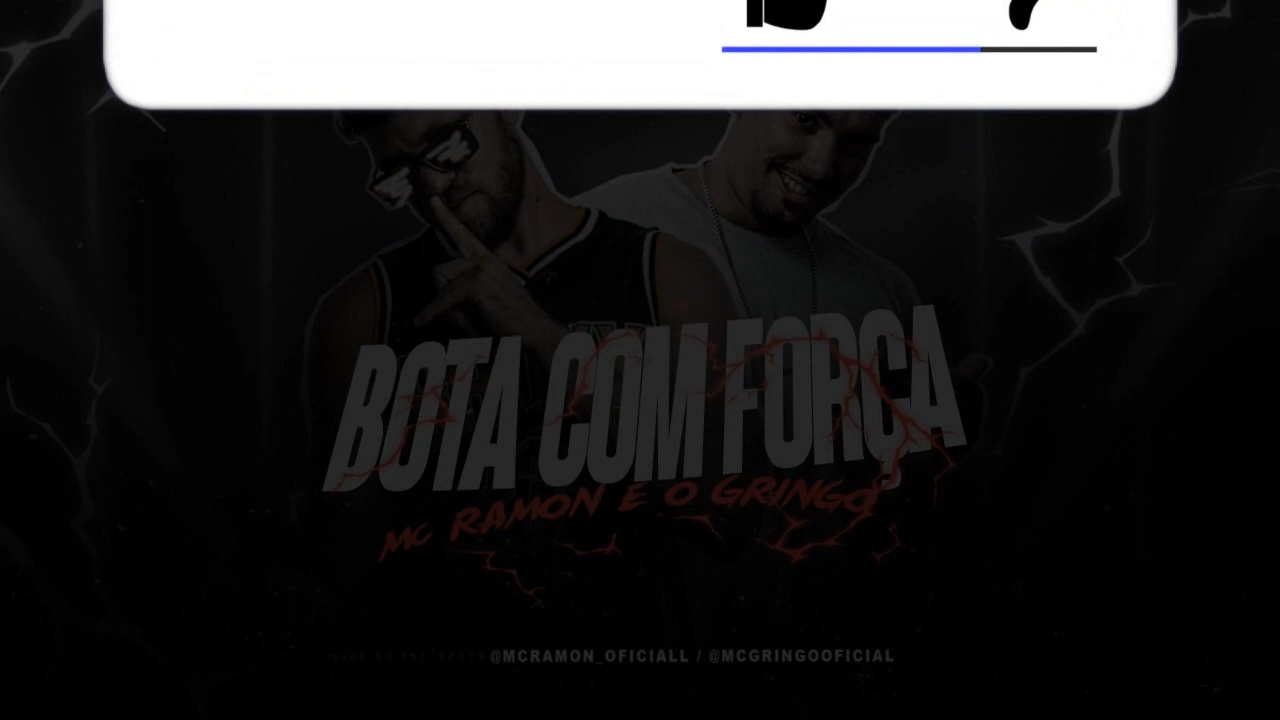 BOTA COM FORÇA
MC RAMON E O GRINGO
@MCRAMON_OFICIALL / @MCGRINGOOFICIAL